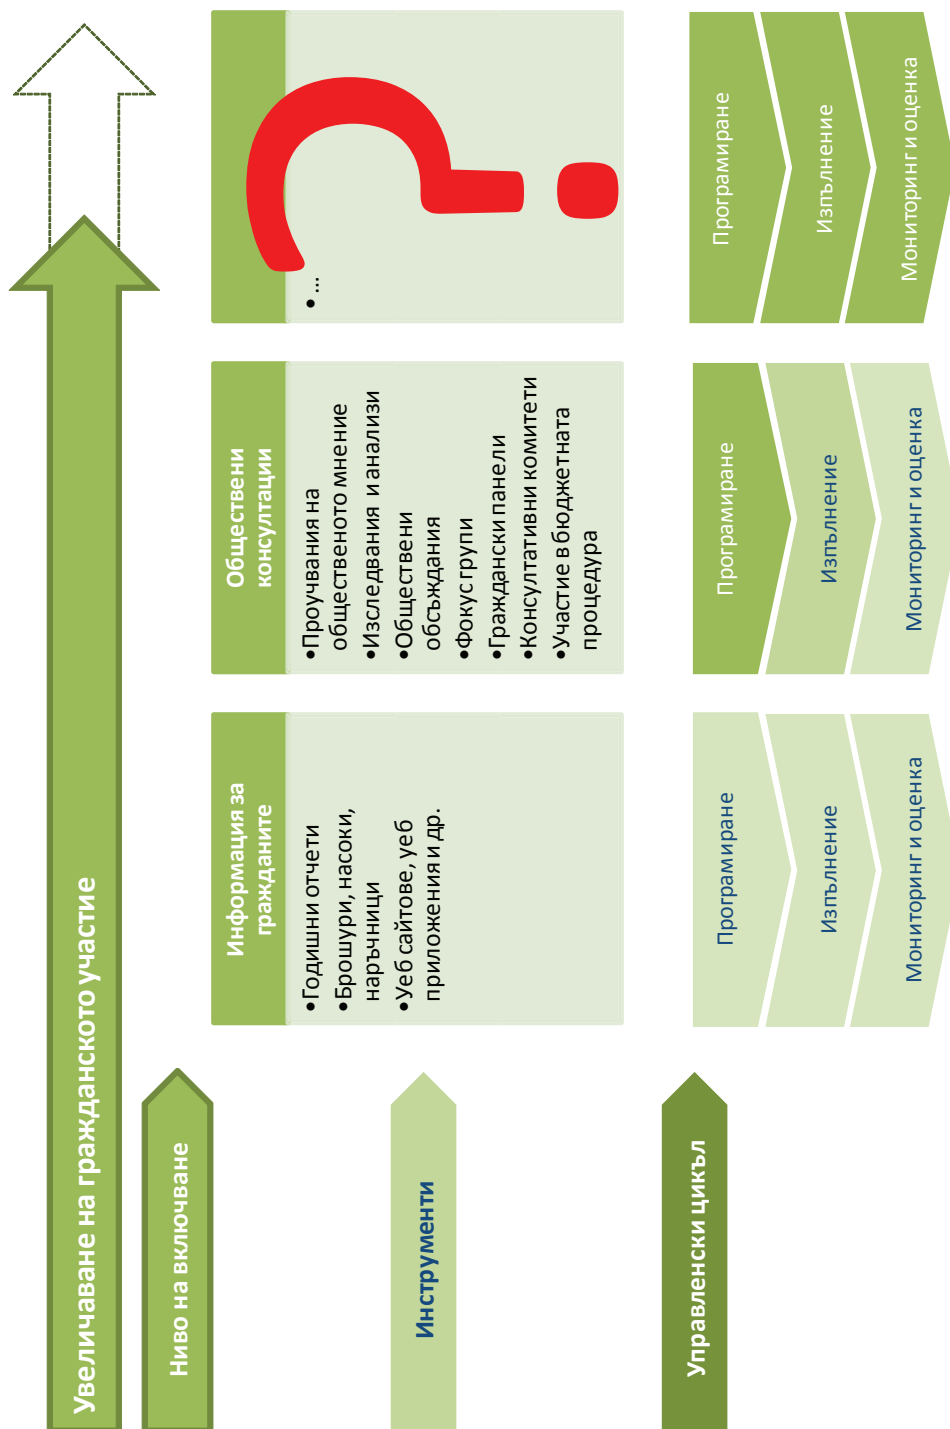 Увеличаване на гражданското участие
Ниво на включване
Информация за
гражданите
Обществени
консултации
Инструменти
•Годишни отчети
•Брошури, насоки,
наръчници
•Уеб сайтове, уеб
приложения и др.
•Проучвания на
общественото мнение
•Изследвания и анализи
•Обществени
обсъждания
•Фокус групи
•Граждански панели
•Консултативни комитети
•Участие в бюджетната
процедура
•...
?
Управленски цикъл
Програмиране
Изпълнение
Мониторинг и оценка
Програмиране
Изпълнение
Мониторинг и оценка
Програмиране
Изпълнение
Мониторинг и оценка